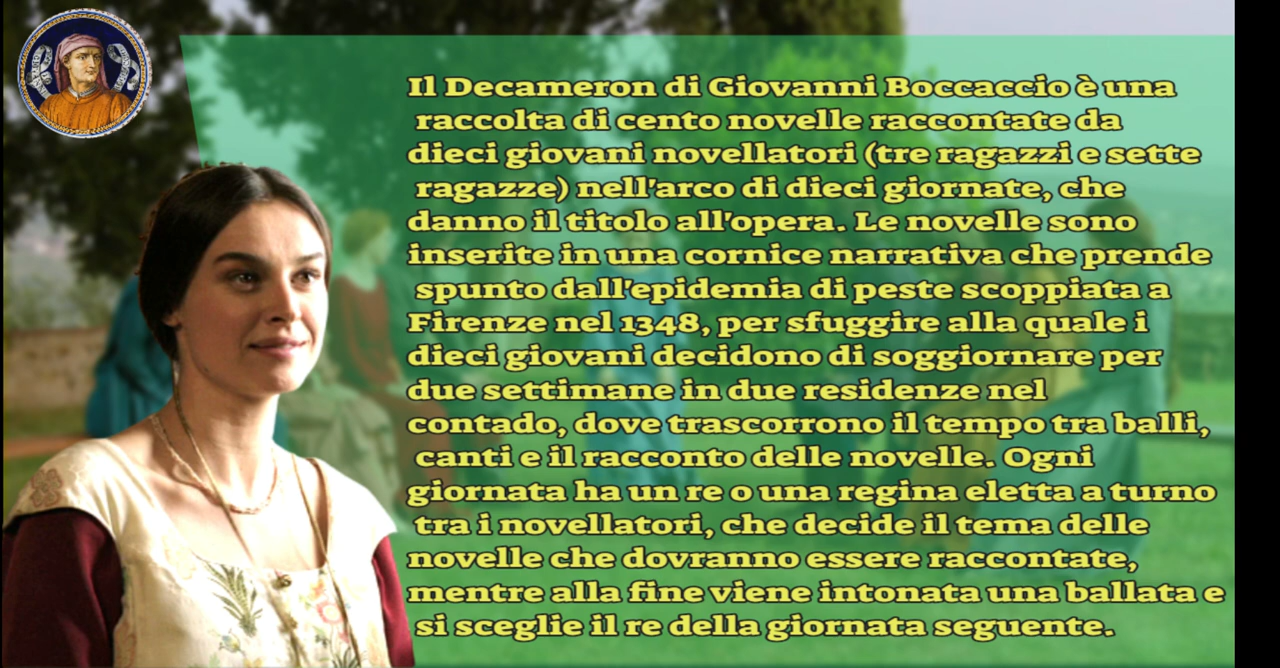 Il Decameron di Giovanni Boccaccio è una
raccolta di cento novelle raccontate da
dieci giovani novellatori (tre ragazzi e sette
ragazze) nell'arco di dieci giornate, che
danno il titolo all'opera. Le novelle sono
inserite in una cornice narrativa che prende
spunto dall'epidemia di peste scoppiata a
Firenze nel 1348, per sfuggire alla quale i
dieci giovani decidono di soggiornare per
due settimane in due residenze nel
contado, dove trascorrono il tempo tra balli,
canti e il racconto delle novelle. Ogni
giornata ha un re o una regina eletta a turno
tra i novellatori, che decide il tema delle
novelle che dovranno essere raccontate,
mentre alla fine viene intonata una ballata e
si sceglie il re della giornata seguente.